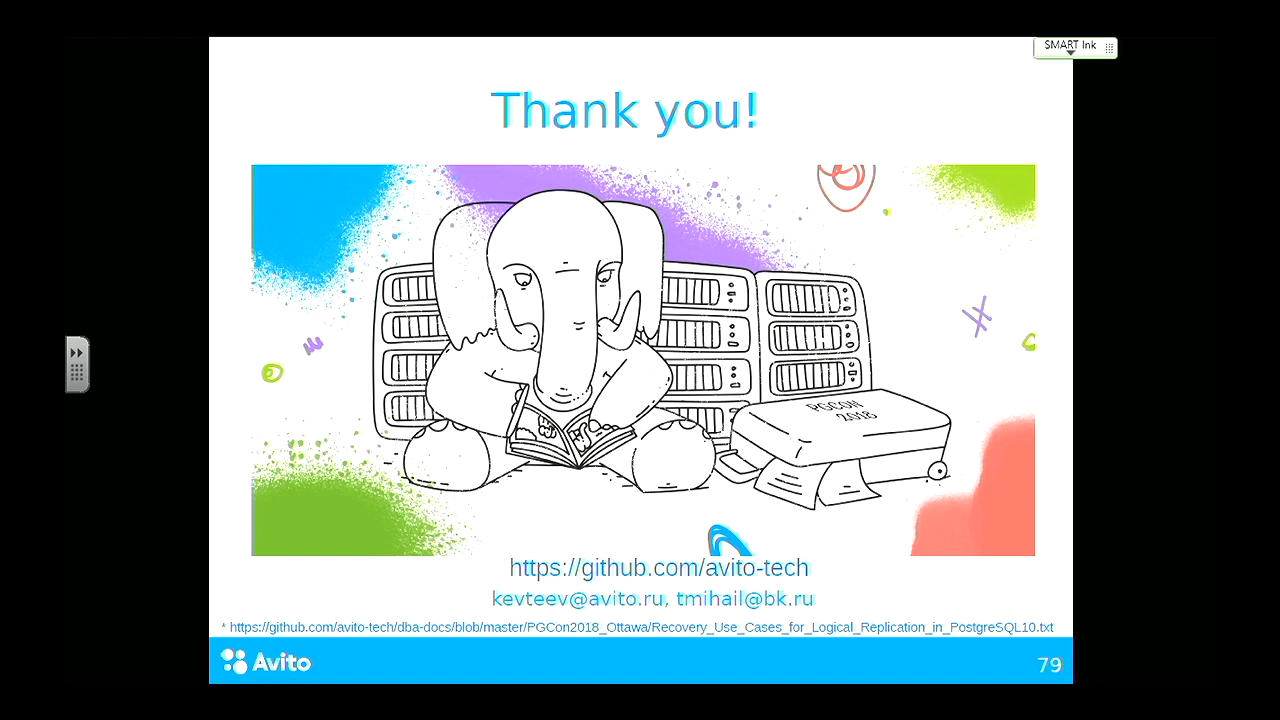 SMART Ink
Thank you!
PGCON
2018
https://github.com/avito-tech
kevteev@avito.ru, tmihail@bk.ru
* https://github.com/avito-tech/dba-docs/blob/master/PGCon2018_Ottawa/Recovery_Use_Cases_for_Logical_Replication_in_PostgreSQL10.txt
Avito
79